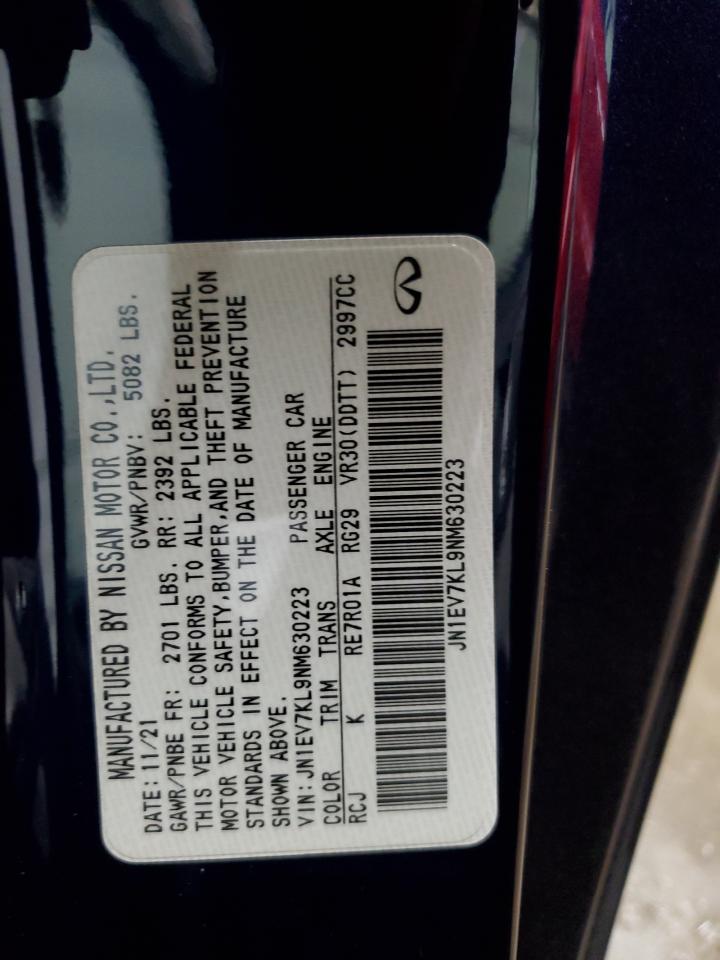 MANUFACTURED BY NISSAN MOTOR CO.,LTD.
DATE: 11/21 GVWR/PNBV: 5082 LBS.
GAWR/PNBE FR: 2701 LBS. RR: 2392 LBS.
THIS VEHICLE CONFORMS TO ALL APPLICABLE FEDERAL
MOTOR VEHICLE SAFETY,BUMPER,AND THEFT PREVENTION
STANDARDS IN EFFECT ON THE DATE OF MANUFACTURE
SHOWN ABOVE.
VIN:JN1EV7KL9NM630223 PASSENGER CAR
COLOR TRIM TRANS AXLE ENGINE
RCJ K RE7R01A RG29 VR30(DDTT) 2997CC
JN1EV7KL9NM630223